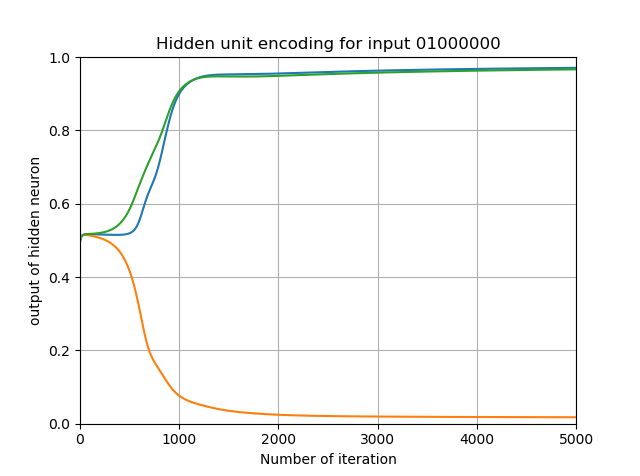 Hidden unit encoding for input 01000000
output of hidden neuron
1.0
0.8
0.6
0.4
0.2
0.0
0 1000 2000 3000 4000 5000
Number of iteration